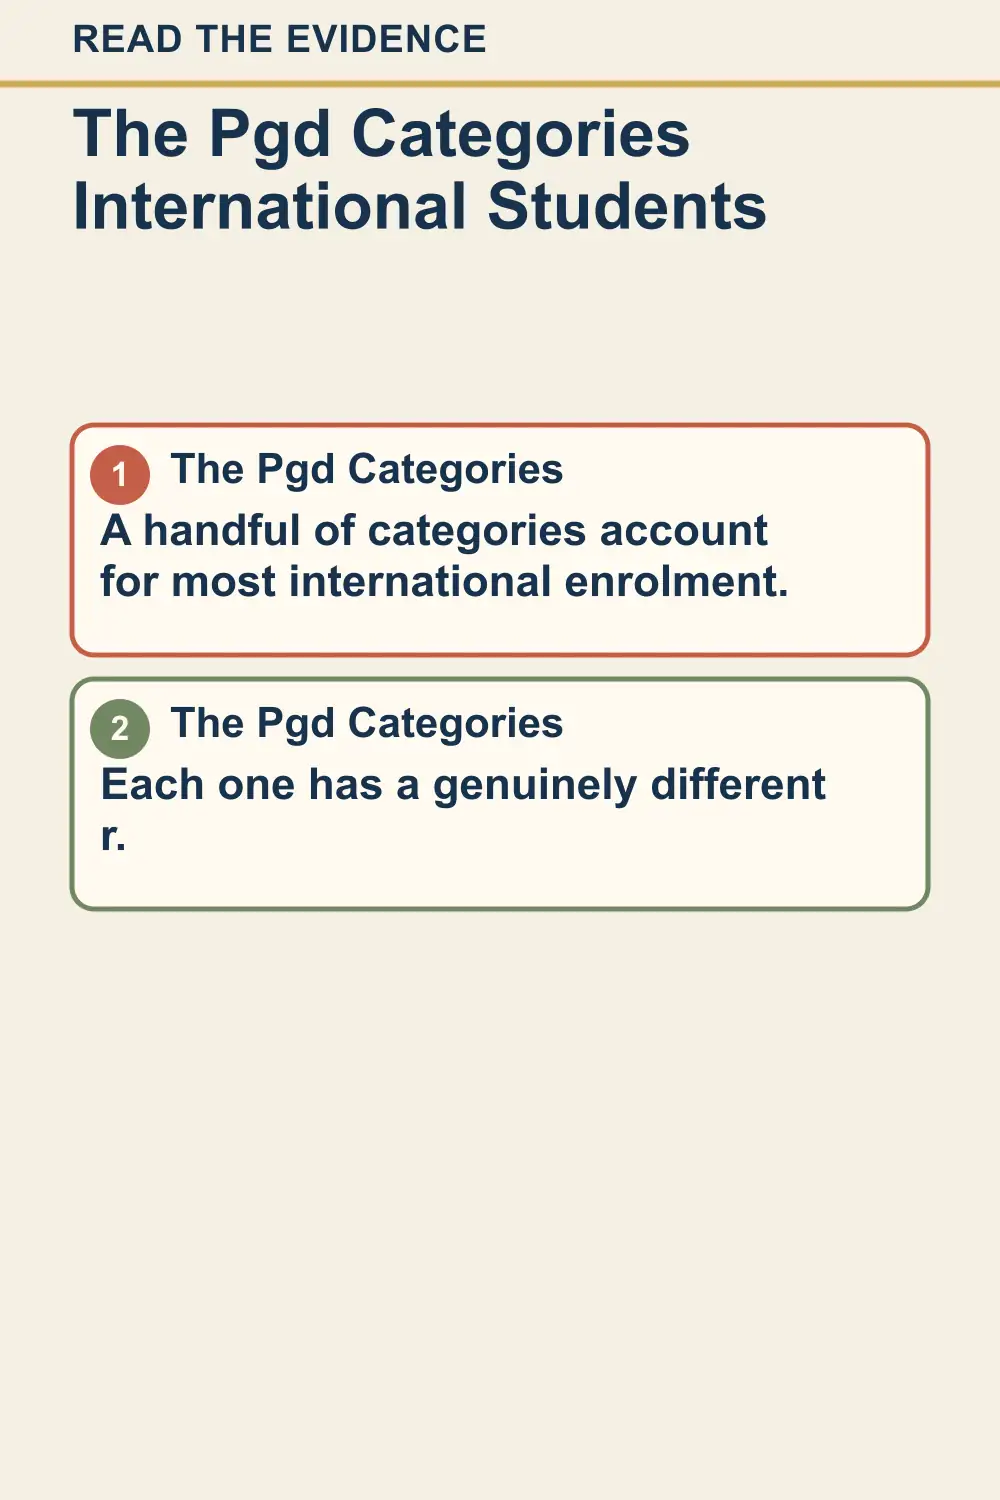 READ THE EVIDENCE
The Pgd Categories
International Students
1 The Pgd Categories
A handful of categories account
for most international enrolment.
2 The Pgd Categories
Each one has a genuinely different
r.